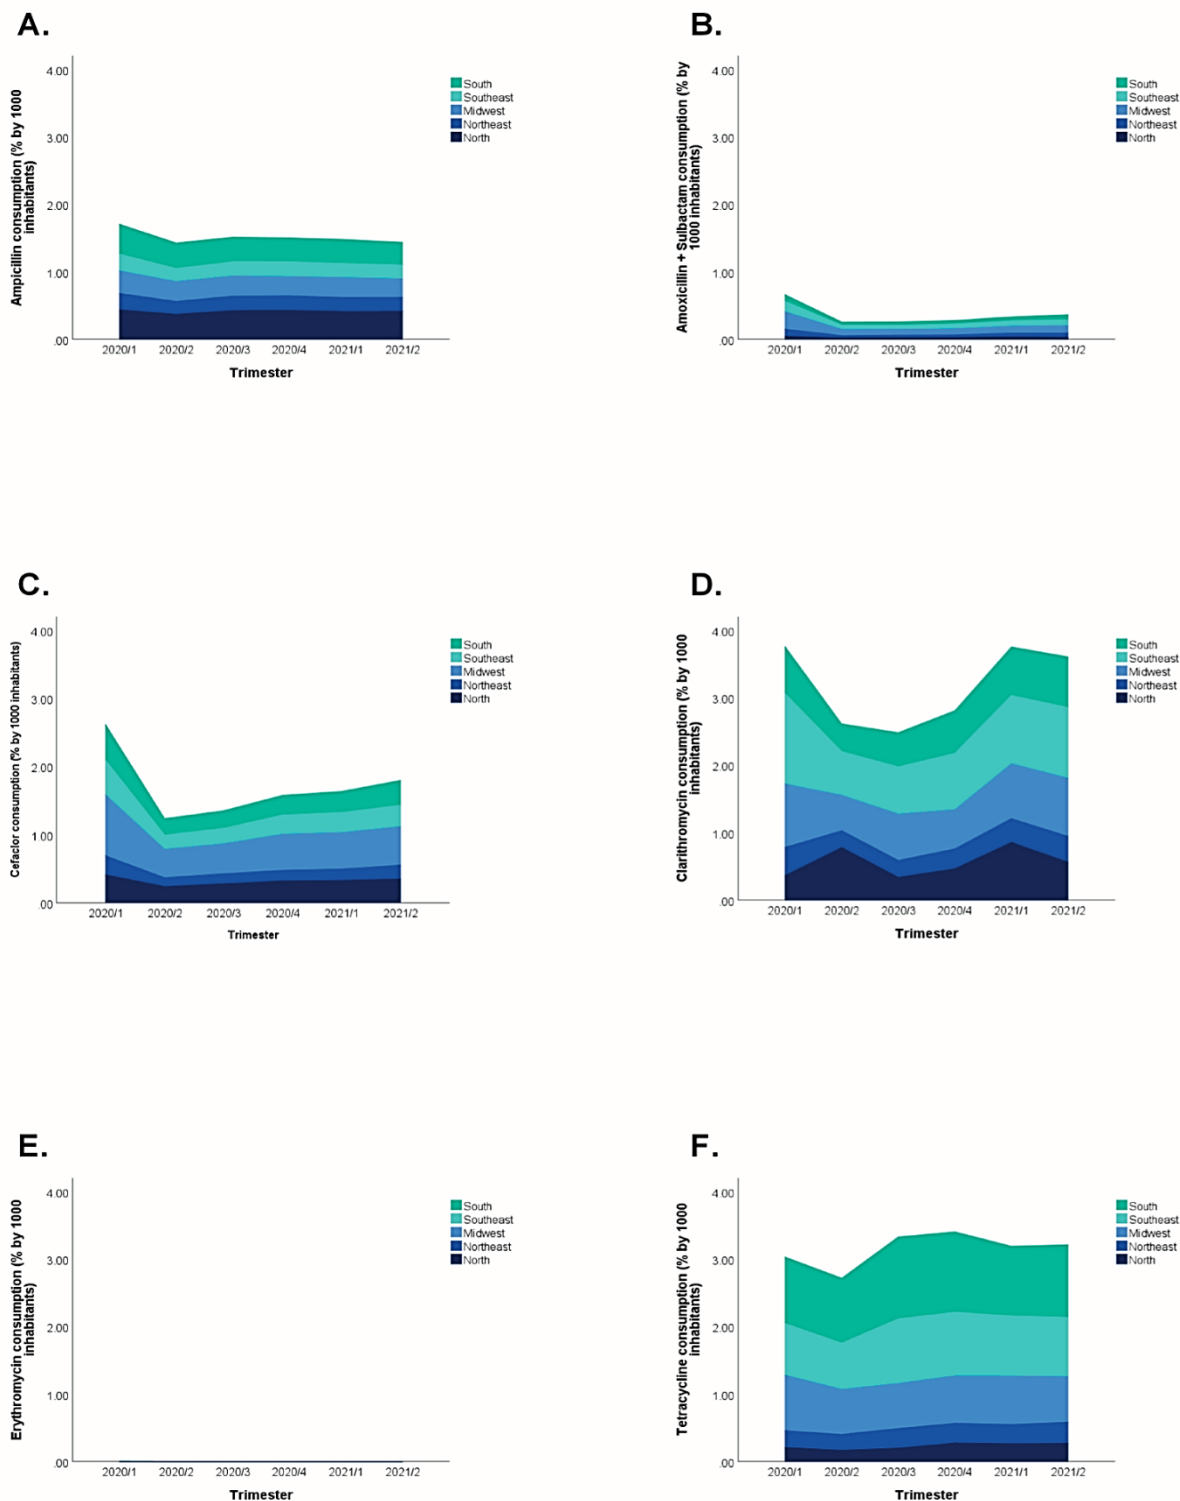 A.
Ampicillin consumption (% by 1000
inhabitants)
4.00
3.00
2.00
1.00
.00
2020/1 2020/2 2020/3 2020/4 2021/1 2021/2
Trimester
South
Southeast
Midwest
Northeast
North
B.
Amoxicillin + Sulbactam consumption (% by
1000 inhabitants)
4.00
3.00
2.00
1.00
.00
2020/1 2020/2 2020/3 2020/4 2021/1 2021/2
Trimester
South
Southeast
Midwest
Northeast
North
C.
Cefaclor consumption (% by 1000 inhabitants)
4.00
3.00
2.00
1.00
.00
2020/1 2020/2 2020/3 2020/4 2021/1 2021/2
Trimester
South
Southeast
Midwest
Northeast
North
D.
Clarithromycin consumption (% by 1000
inhabitants)
4.00
3.00
2.00
1.00
.00
2020/1 2020/2 2020/3 2020/4 2021/1 2021/2
Trimester
South
Southeast
Midwest
Northeast
North
E.
Erythromycin consumption (% by 1000
inhabitants)
4.00
3.00
2.00
1.00
.00
2020/1 2020/2 2020/3 2020/4 2021/1 2021/2
Trimester
South
Southeast
Midwest
Northeast
North
F.
Tetracycline consumption (% by 1000
inhabitants)
4.00
3.00
2.00
1.00
.00
2020/1 2020/2 2020/3 2020/4 2021/1 2021/2
Trimester
South
Southeast
Midwest
Northeast
North